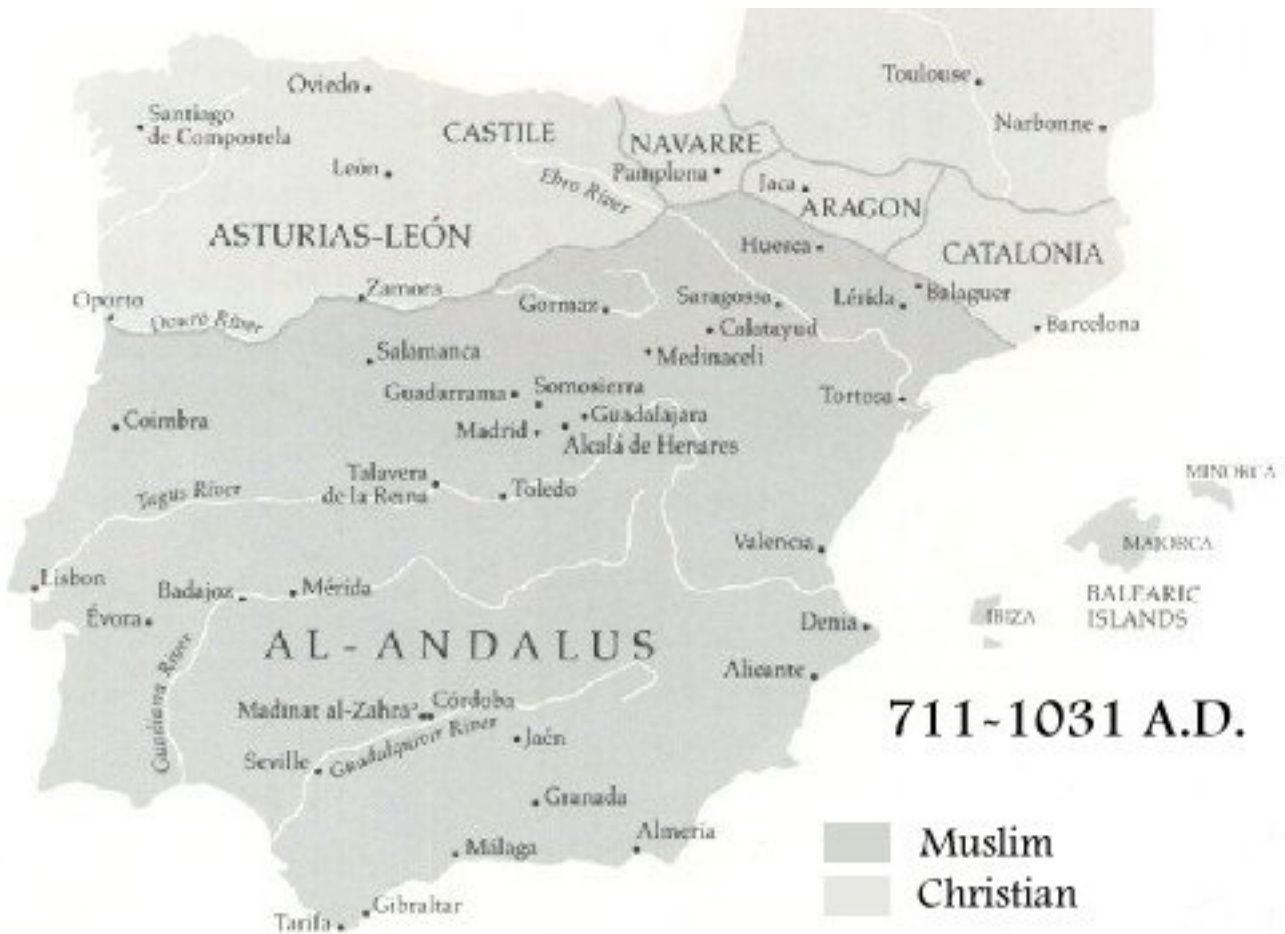 Toulouse
Oviedo
Santiago
de Compostela
Narbonne
CASTILE
NAVARRE
León
Pamplona
Jaca
Ebro River
ARAGON
ASTURIAS-LEÓN
Huesca
CATALONIA
Zamora
Oporto
Douro River
Gormaz
Saragossa
Lérida
Balaguer
Calatayud
Barcelona
Salamanca
Medinaceli
Guadarrama
Somosierra
Tortosa
Coimbra
Guadalajara
Madrid
Alcalá de Henares
Talavera
de la Reina
Toledo
Tagus River
MINORCA
Valencia
MAJORCA
Lisbon
Badajoz
Mérida
BALEARIC
ISLANDS
IBIZA
Évora
Denia
AL-ANDALUS
Guadiana River
Alicante
Madinat al-Zahra'
Córdoba
Guadalquivir River
711-1031 A.D.
Jaén
Seville
Granada
Almería
Málaga
Muslim
Christian
Gibraltar
Tarifa